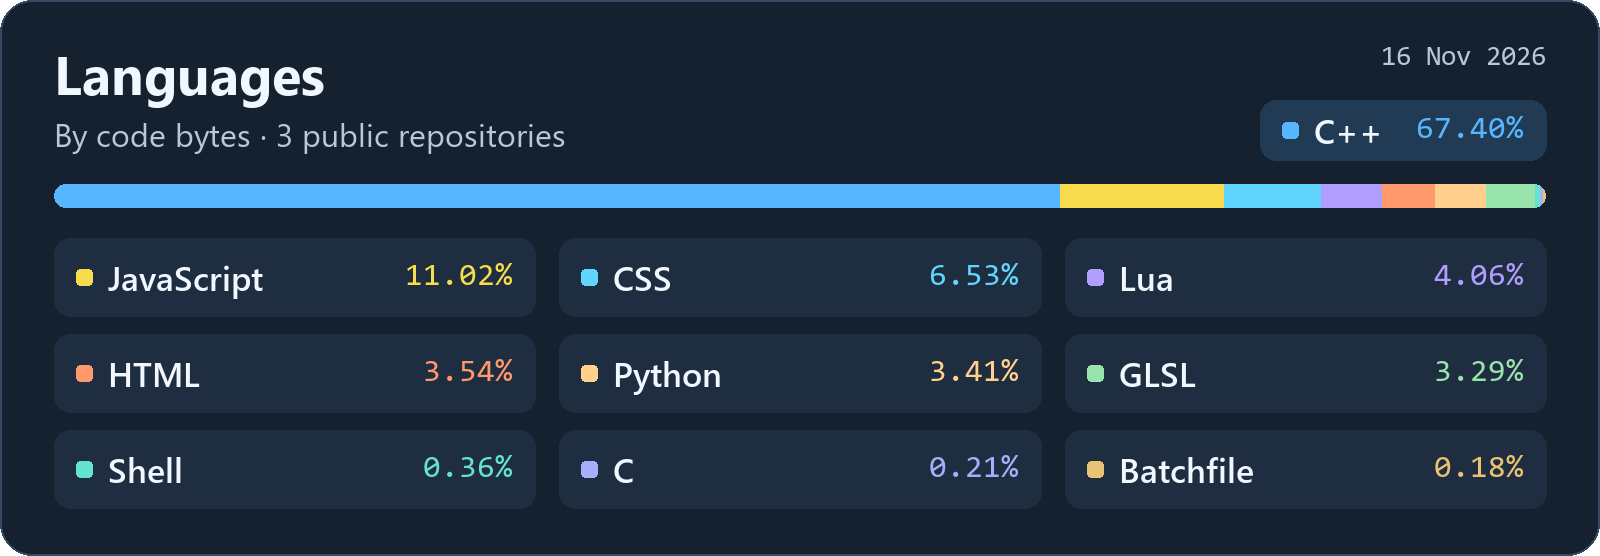 Languages
16 Nov 2026
By code bytes · 3 public repositories
C++ 67.40%
JavaScript 11.02%
CSS 6.53%
Lua 4.06%
HTML 3.54%
Python 3.41%
GLSL 3.29%
Shell 0.36%
C 0.21%
Batchfile 0.18%